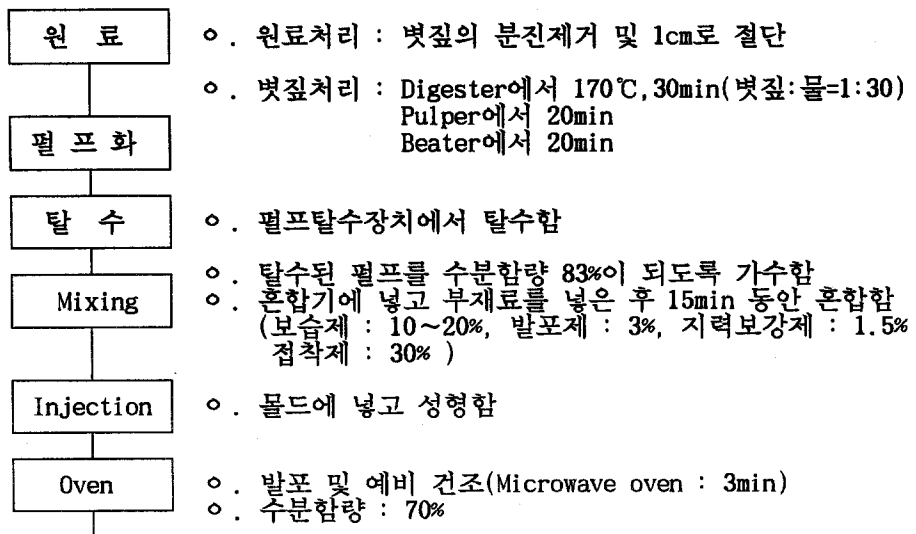 원 료
○. 원료처리 : 볏짚의 분진제거 및 1cm로 절단
○. 볏짚처리 : Digester에서 170℃,30min(볏짚:물=1:30)
Pulper에서 20min
Beater에서 20min
펄 프 화
탈 수
○. 펄프탈수장치에서 탈수함
Mixing
○. 탈수된 펄프를 수분함량 83%이 되도록 가수함
○. 혼합기에 넣고 부재료를 넣은 후 15min 동안 혼합함
(보습제 : 10~20%, 발포제 : 3%, 지력보강제 : 1.5%
접착제 : 30% )
Injection
○. 몰드에 넣고 성형함
Oven
○. 발포 및 예비 건조(Microwave oven : 3min)
○. 수분함량 : 70%